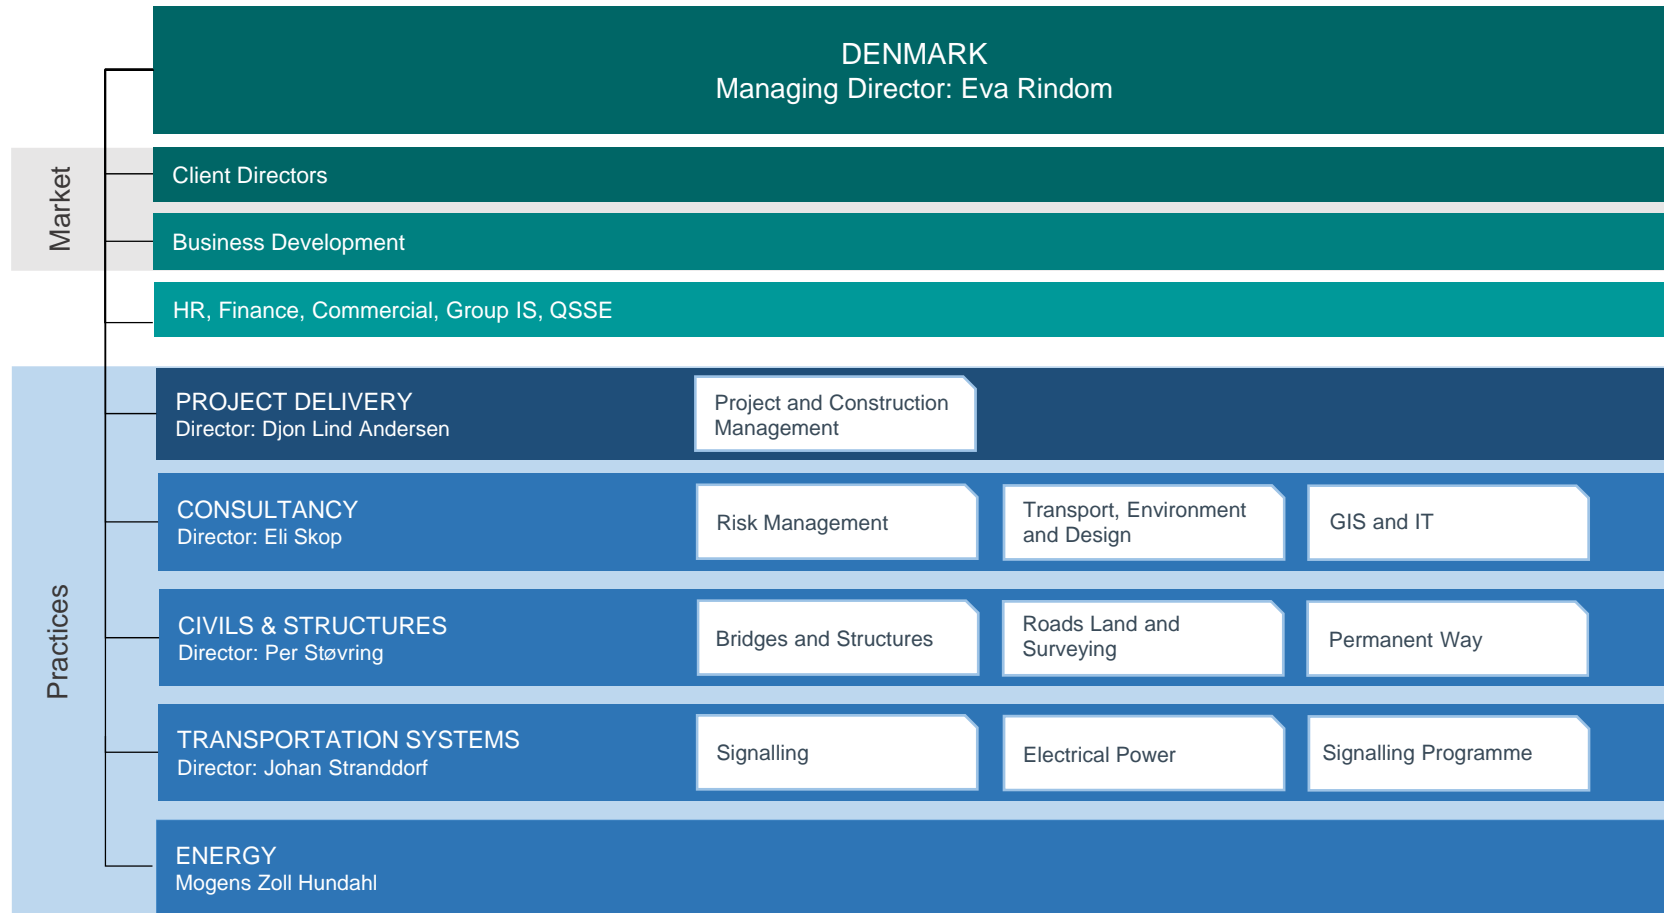 DENMARK
Managing Director: Eva Rindom
Market
Client Directors
Business Development
HR, Finance, Commercial, Group IS, QSSE
Practices
PROJECT DELIVERY
Director: Djon Lind Andersen
Project and Construction
Management
CONSULTANCY
Director: Eli Skop
Risk Management
Transport, Environment
and Design
GIS and IT
CIVILS & STRUCTURES
Director: Per Støvring
Bridges and Structures
Roads Land and
Surveying
Permanent Way
TRANSPORTATION SYSTEMS
Director: Johan Stranddorf
Signalling
Electrical Power
Signalling Programme
ENERGY
Mogens Zoll Hundahl